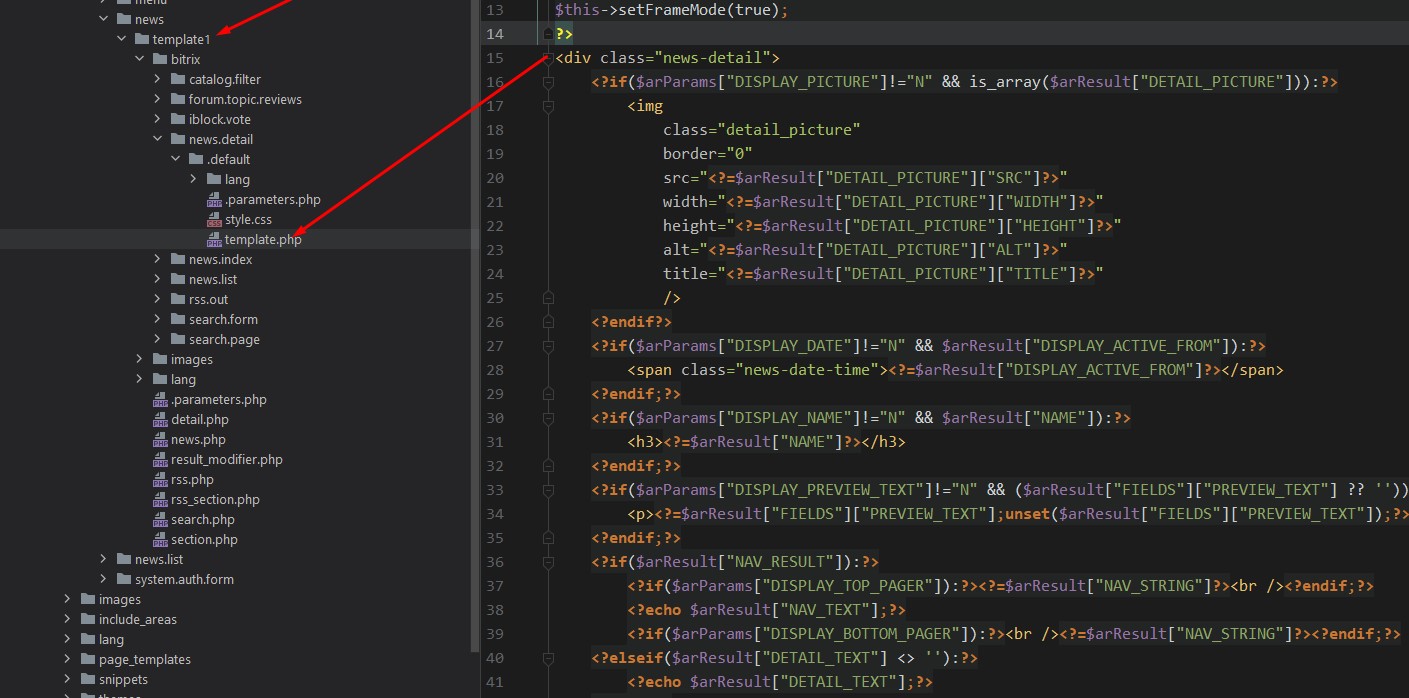 menu
news
template1
bitrix
catalog.filter
forum.topic.reviews
iblock.vote
news.detail
.default
lang
.parameters.php
style.css
template.php
news.index
news.list
rss.out
search.form
search.page
images
lang
.parameters.php
detail.php
news.php
result_modifier.php
rss.php
rss_section.php
search.php
section.php
news.list
system.auth.form
images
include_areas
lang
page_templates
snippets
themes
13 $this->setFrameMode(true);
14 ?>
15 <div class="news-detail">
16 <?if($arParams["DISPLAY_PICTURE"]!="N" && is_array($arResult["DETAIL_PICTURE"])):?>
17 <img
18 class="detail_picture"
19 border="0"
20 src="<?=$arResult["DETAIL_PICTURE"]["SRC"]?>"
21 width="<?=$arResult["DETAIL_PICTURE"]["WIDTH"]?>"
22 height="<?=$arResult["DETAIL_PICTURE"]["HEIGHT"]?>"
23 alt="<?=$arResult["DETAIL_PICTURE"]["ALT"]?>"
24 title="<?=$arResult["DETAIL_PICTURE"]["TITLE"]?>"
25 />
26 <?endif?>
27 <?if($arParams["DISPLAY_DATE"]!="N" && $arResult["DISPLAY_ACTIVE_FROM"]):?>
28 <span class="news-date-time"><?=$arResult["DISPLAY_ACTIVE_FROM"]?></span>
29 <?endif;?>
30 <?if($arParams["DISPLAY_NAME"]!="N" && $arResult["NAME"]):?>
31 <h3><?=$arResult["NAME"]?></h3>
32 <?endif;?>
33 <?if($arParams["DISPLAY_PREVIEW_TEXT"]!="N" && ($arResult["FIELDS"]["PREVIEW_TEXT"] ?? ''))
34 <p><?=$arResult["FIELDS"]["PREVIEW_TEXT"];unset($arResult["FIELDS"]["PREVIEW_TEXT"]);?>
35 <?endif;?>
36 <?if($arResult["NAV_RESULT"]):?>
37 <?if($arParams["DISPLAY_TOP_PAGER"]):?><?=$arResult["NAV_STRING"]?><br /><?endif;?>
38 <?echo $arResult["NAV_TEXT"];?>
39 <?if($arParams["DISPLAY_BOTTOM_PAGER"]):?><br /><?=$arResult["NAV_STRING"]?><?endif;?>
40 <?elseif($arResult["DETAIL_TEXT"] <> ''):?>
41 <?echo $arResult["DETAIL_TEXT"];?>